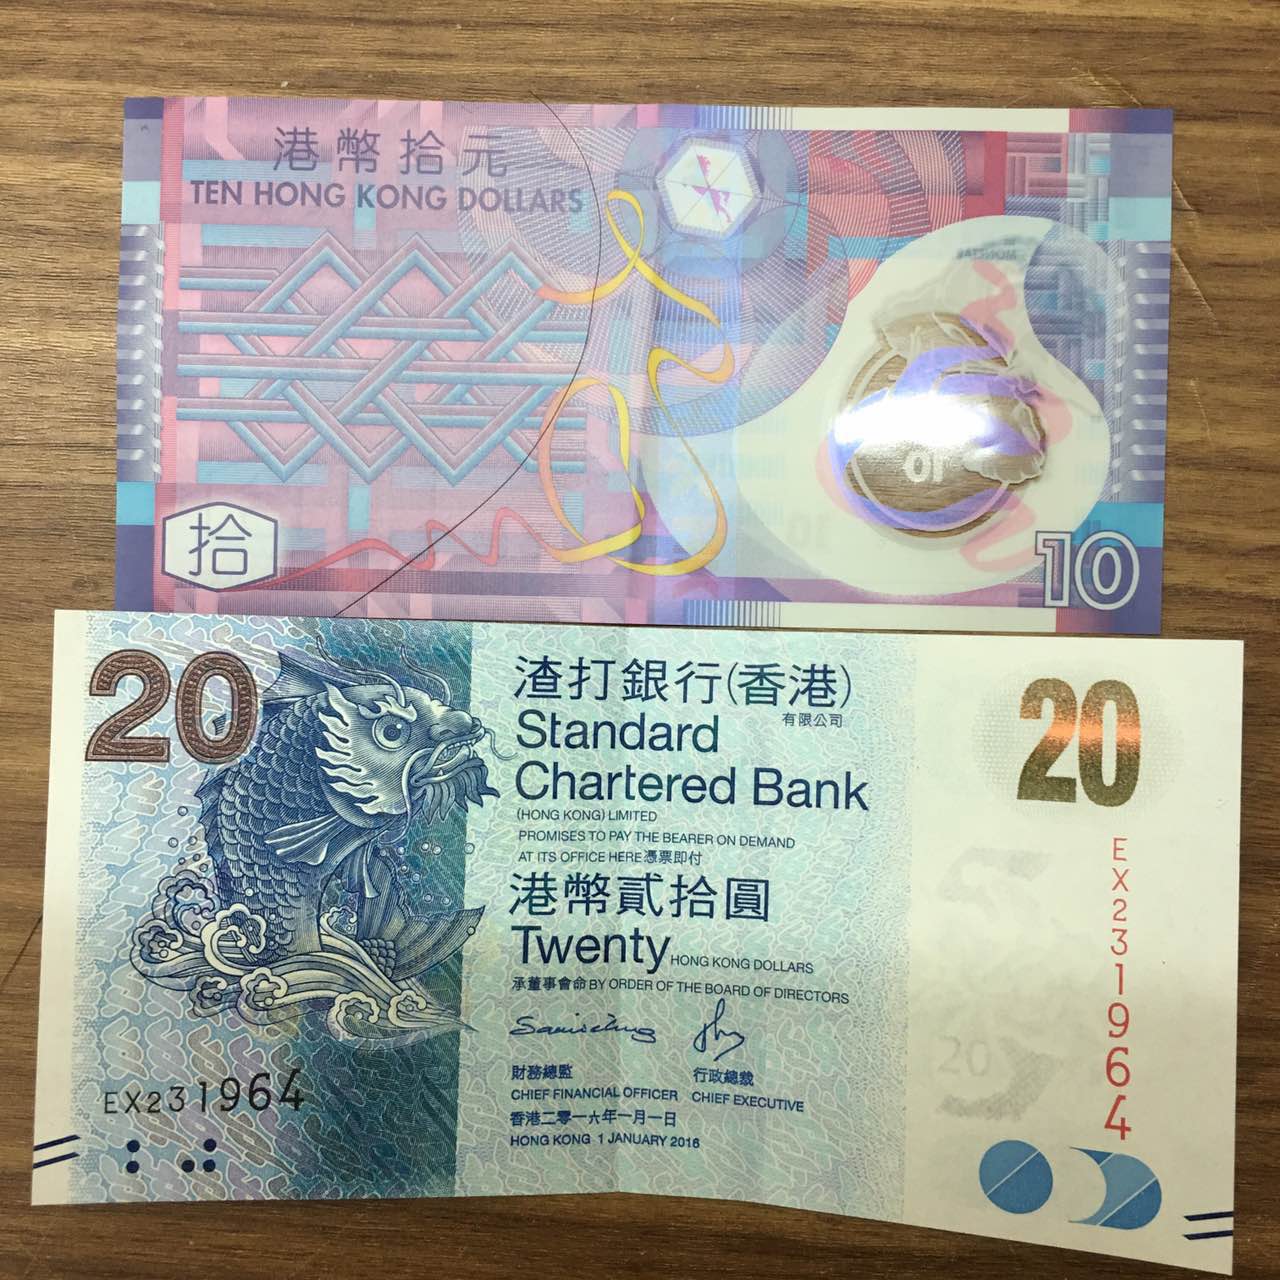 港幣拾元
TEN HONG KONG DOLLARS
拾
10
20
渣打銀行(香港)
有限公司
Standard
Chartered Bank
(HONG KONG) LIMITED
PROMISES TO PAY THE BEARER ON DEMAND
AT ITS OFFICE HERE 憑票即付
港幣貳拾圓
Twenty HONG KONG DOLLARS
承董事會命 BY ORDER OF THE BOARD OF DIRECTORS
財務總監 行政總裁
CHIEF FINANCIAL OFFICER CHIEF EXECUTIVE
香港二零一六年一月一日
HONG KONG 1 JANUARY 2016
EX231964
20
EX231964
20